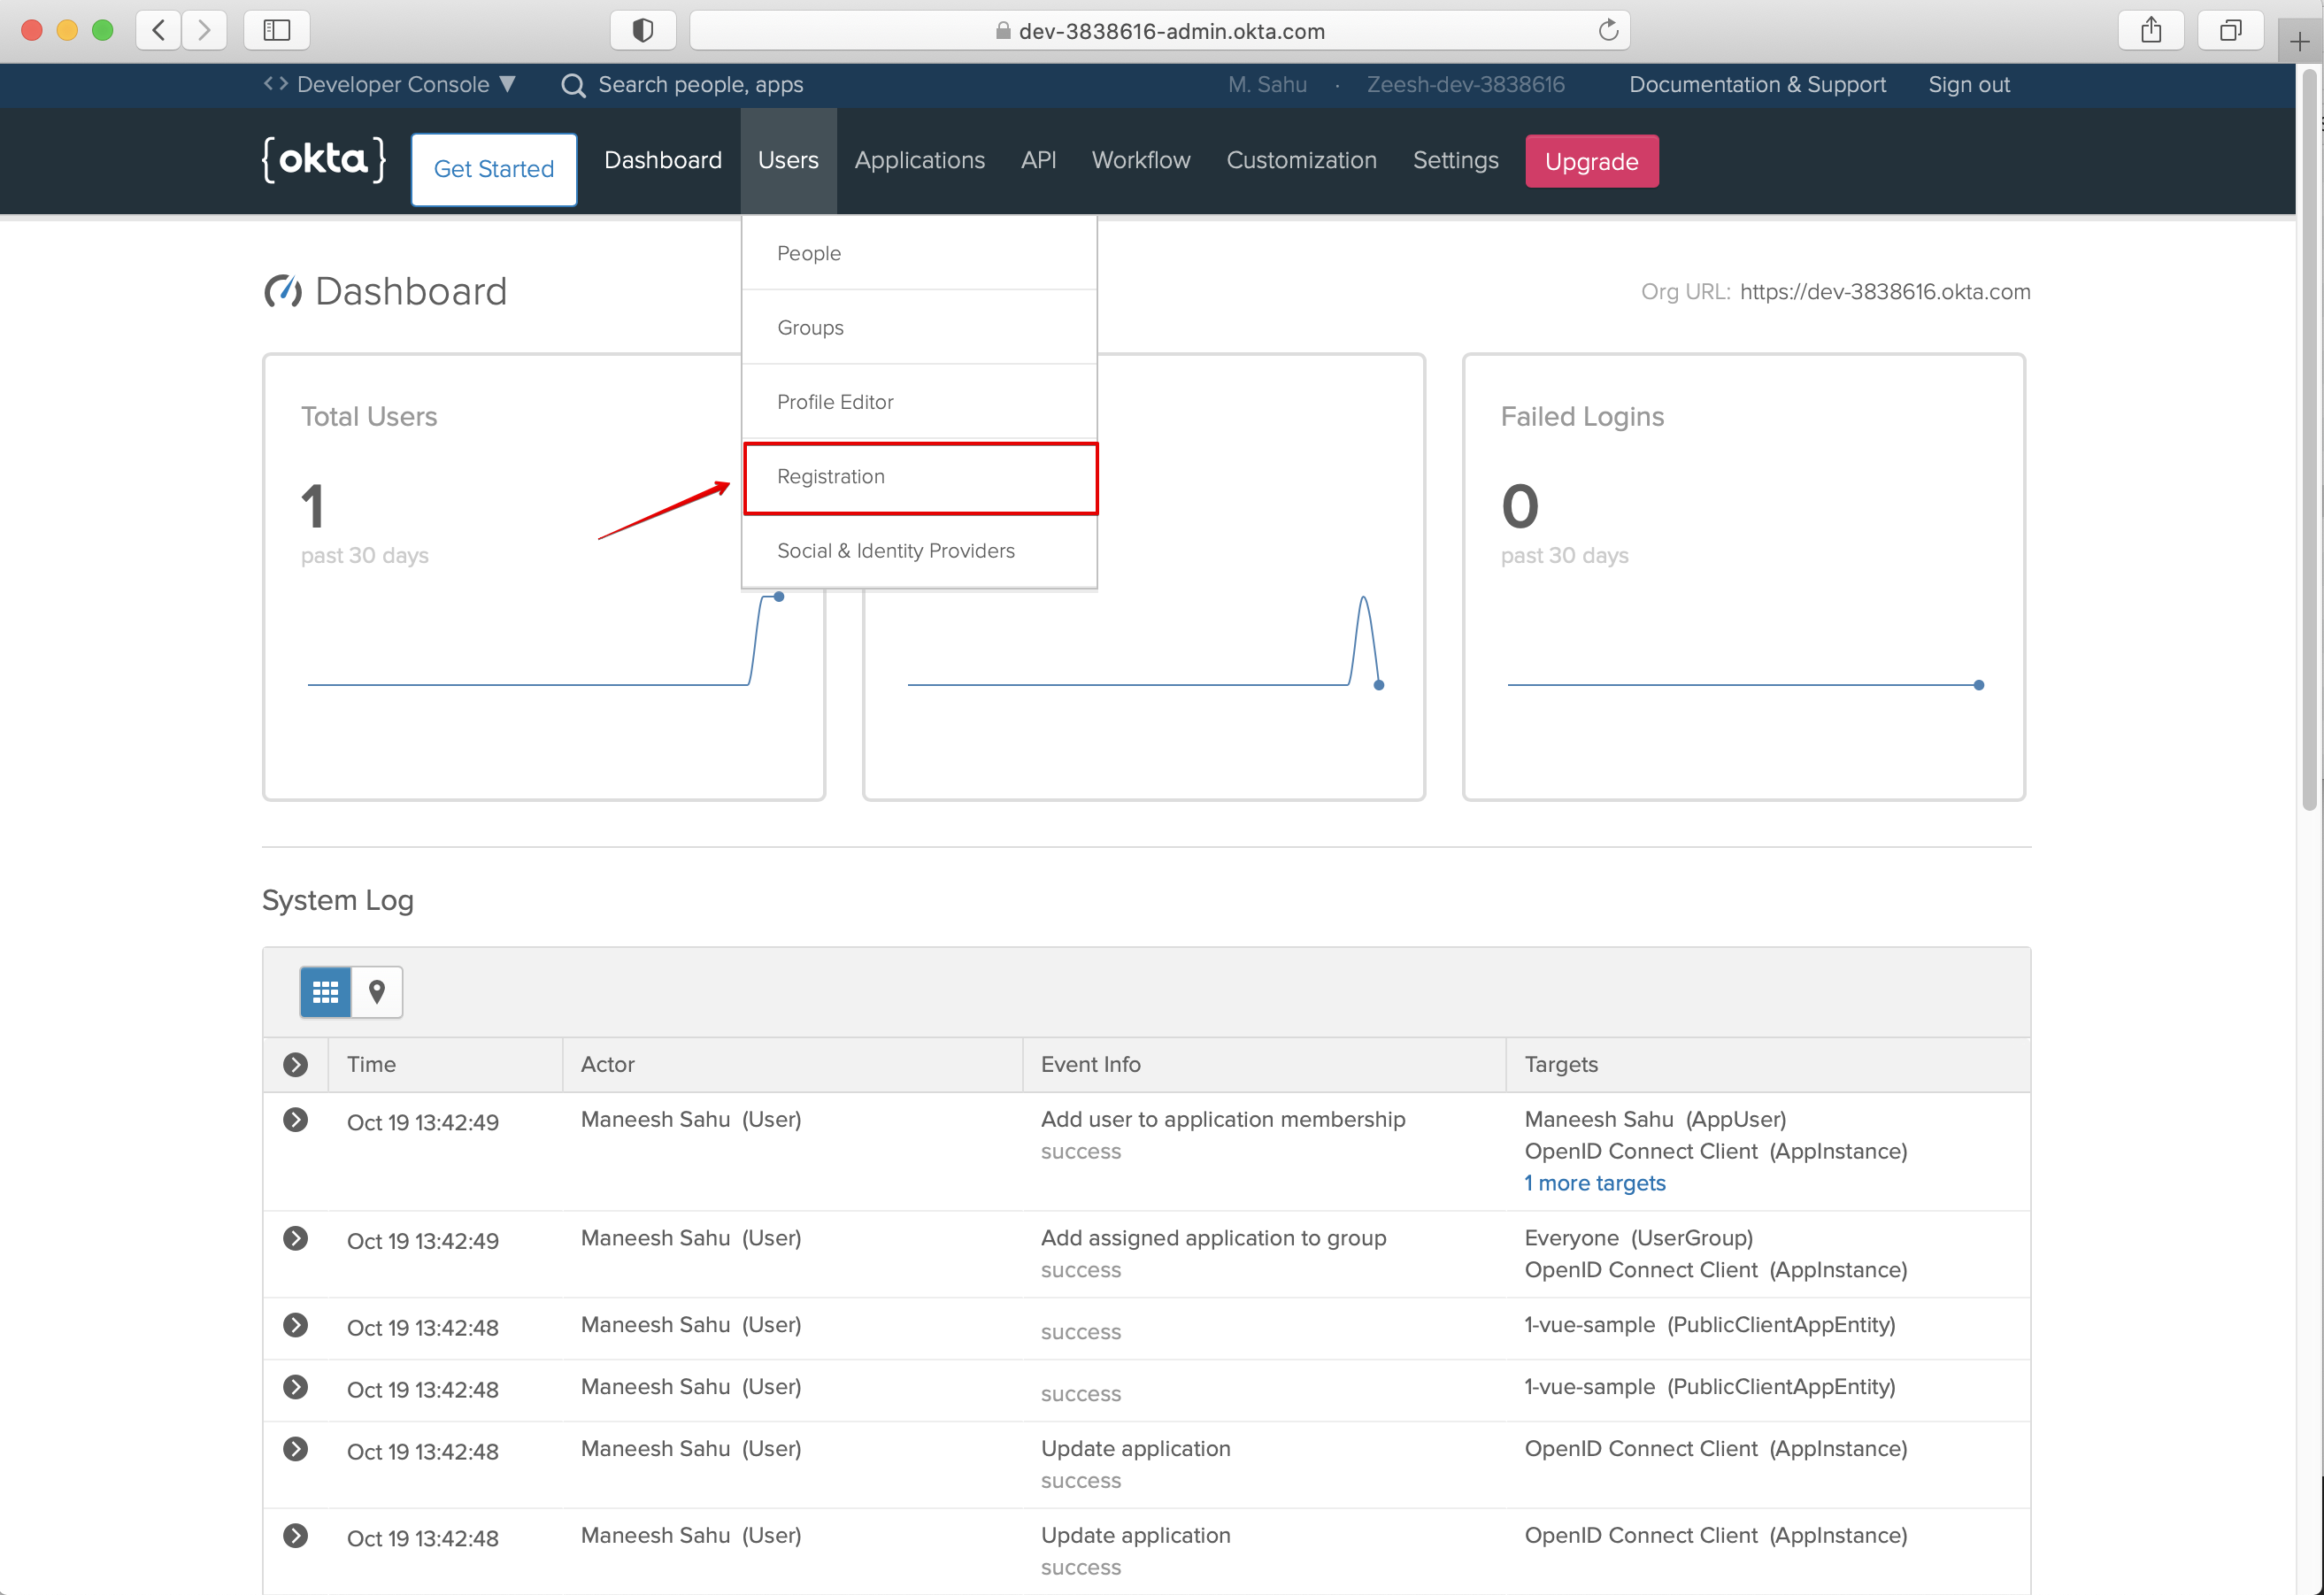 dev-3838616-admin.okta.com
<> Developer Console ▼ Search people, apps M. Sahu · Zeesh-dev-3838616 Documentation & Support Sign out
{okta} Get Started Dashboard Users Applications API Workflow Customization Settings Upgrade
People
Groups
Profile Editor
Registration
Social & Identity Providers
Dashboard
Org URL: https://dev-3838616.okta.com
Total Users
1
past 30 days
Failed Logins
0
past 30 days
System Log
Time Actor Event Info Targets
Oct 19 13:42:49 Maneesh Sahu (User) Add user to application membership Maneesh Sahu (AppUser)
success OpenID Connect Client (AppInstance)
1 more targets
Oct 19 13:42:49 Maneesh Sahu (User) Add assigned application to group Everyone (UserGroup)
success OpenID Connect Client (AppInstance)
Oct 19 13:42:48 Maneesh Sahu (User) success 1-vue-sample (PublicClientAppEntity)
Oct 19 13:42:48 Maneesh Sahu (User) success 1-vue-sample (PublicClientAppEntity)
Oct 19 13:42:48 Maneesh Sahu (User) Update application OpenID Connect Client (AppInstance)
success
Oct 19 13:42:48 Maneesh Sahu (User) Update application OpenID Connect Client (AppInstance)
success